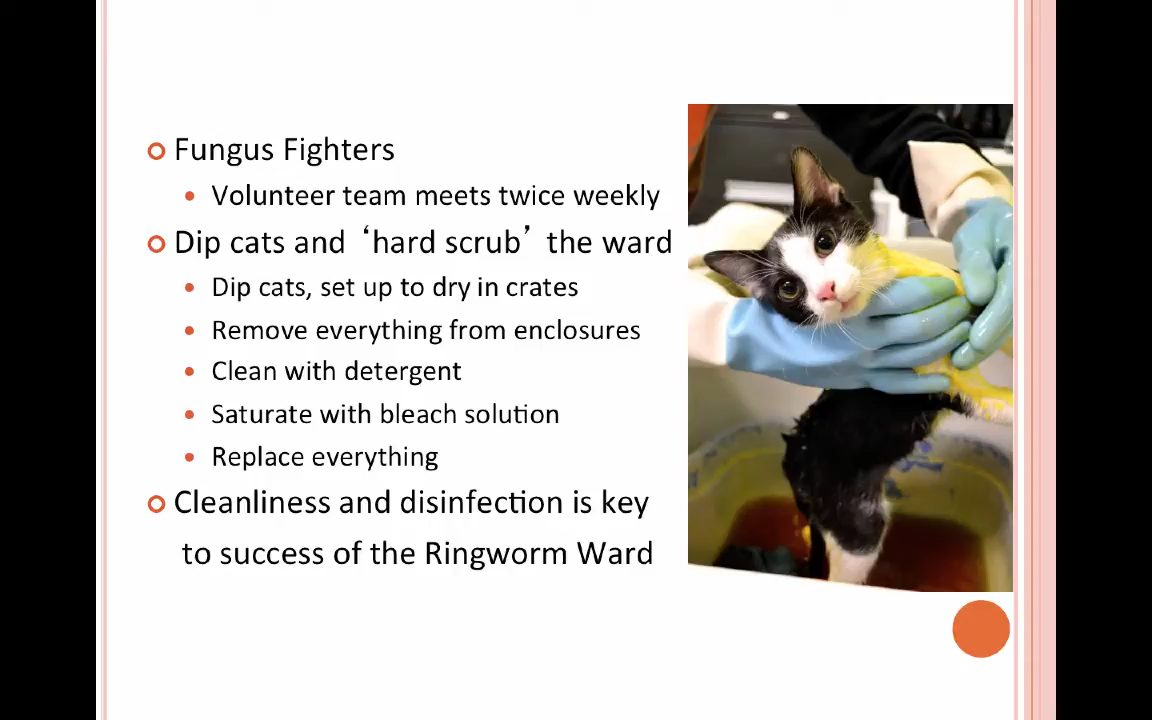 Fungus Fighters
Volunteer team meets twice weekly
Dip cats and ‘hard scrub’ the ward
Dip cats, set up to dry in crates
Remove everything from enclosures
Clean with detergent
Saturate with bleach solution
Replace everything
Cleanliness and disinfection is key
to success of the Ringworm Ward